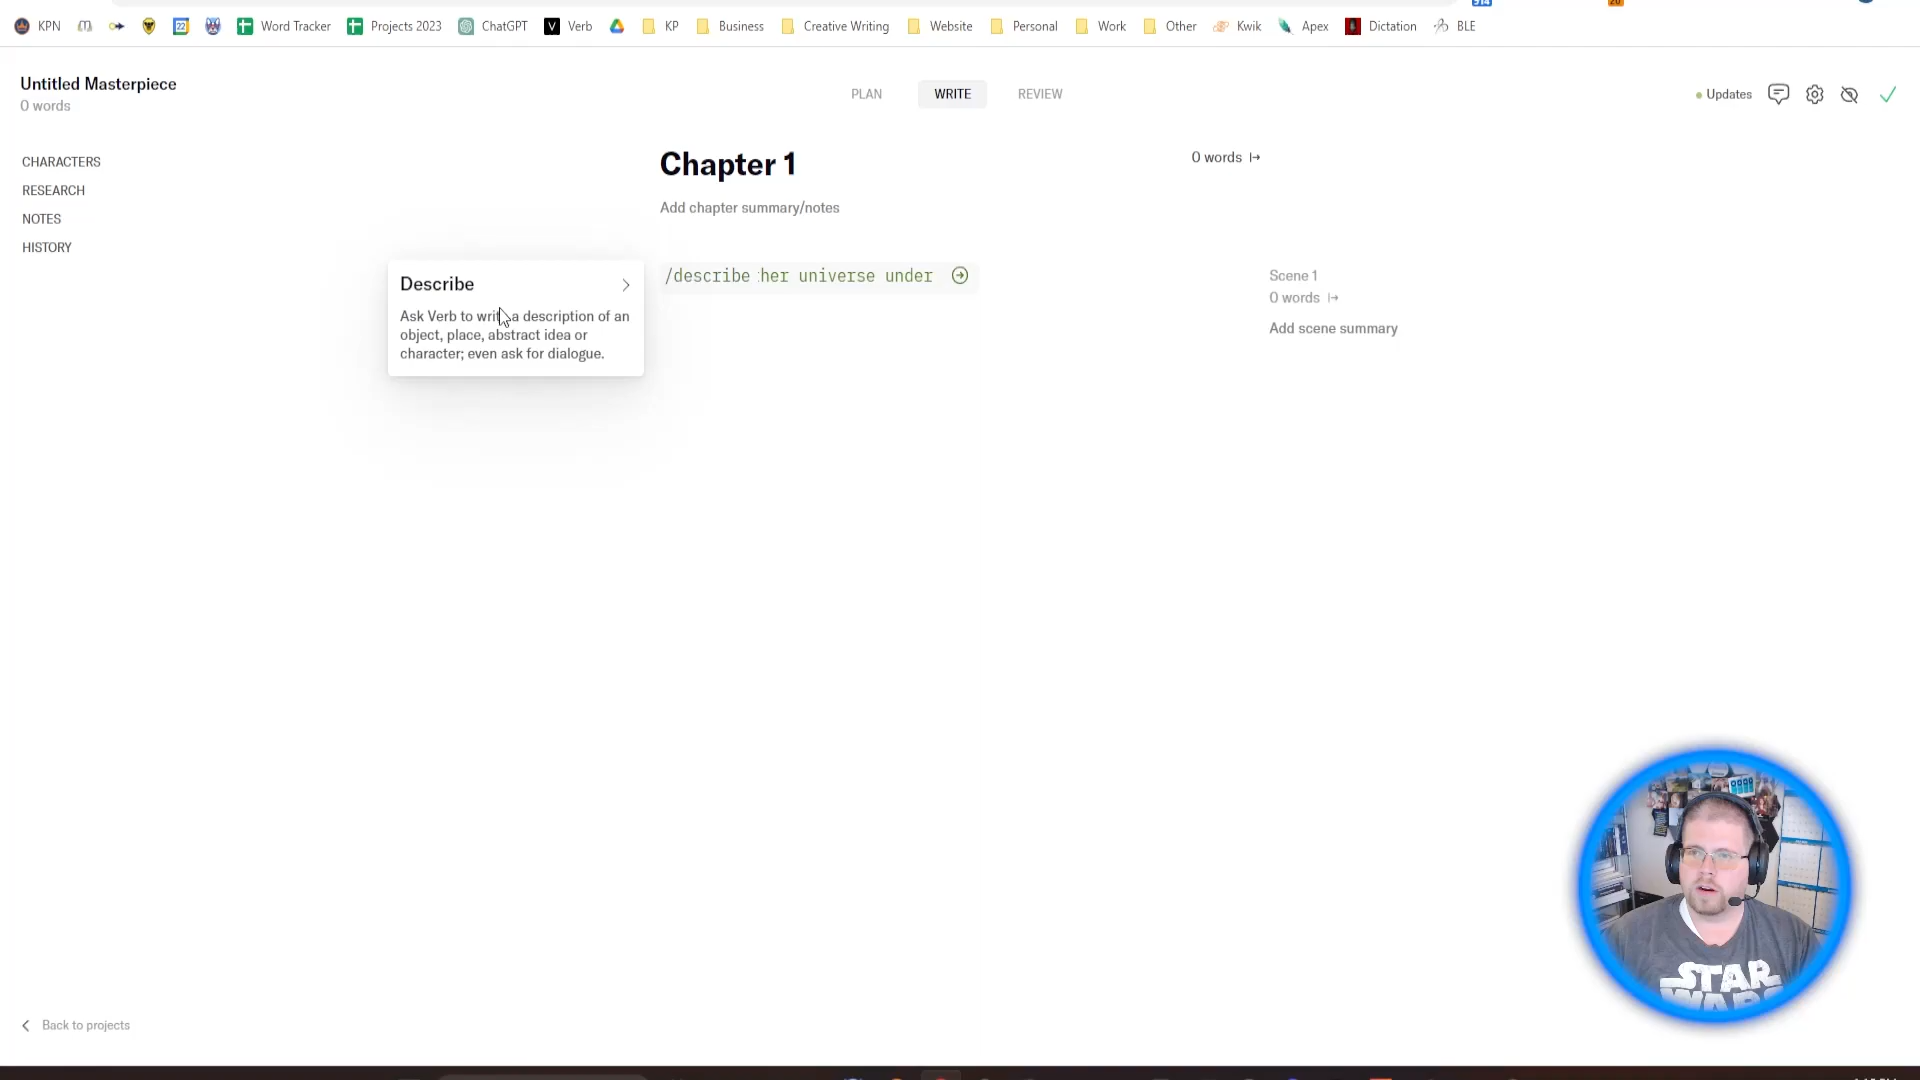 KPN
22
Word Tracker
Projects 2023
ChatGPT
V Verb
KP
Business
Creative Writing
Website
Personal
Work
Other
Kwik
Apex
Dictation
BLE
Untitled Masterpiece
0 words
PLAN
WRITE
REVIEW
Updates
CHARACTERS
RESEARCH
NOTES
HISTORY
Chapter 1
0 words
Add chapter summary/notes
Describe
Ask Verb to write a description of an
object, place, abstract idea or
character; even ask for dialogue.
/describe :her universe under
Scene 1
0 words
Add scene summary
STAR
WARS
Back to projects